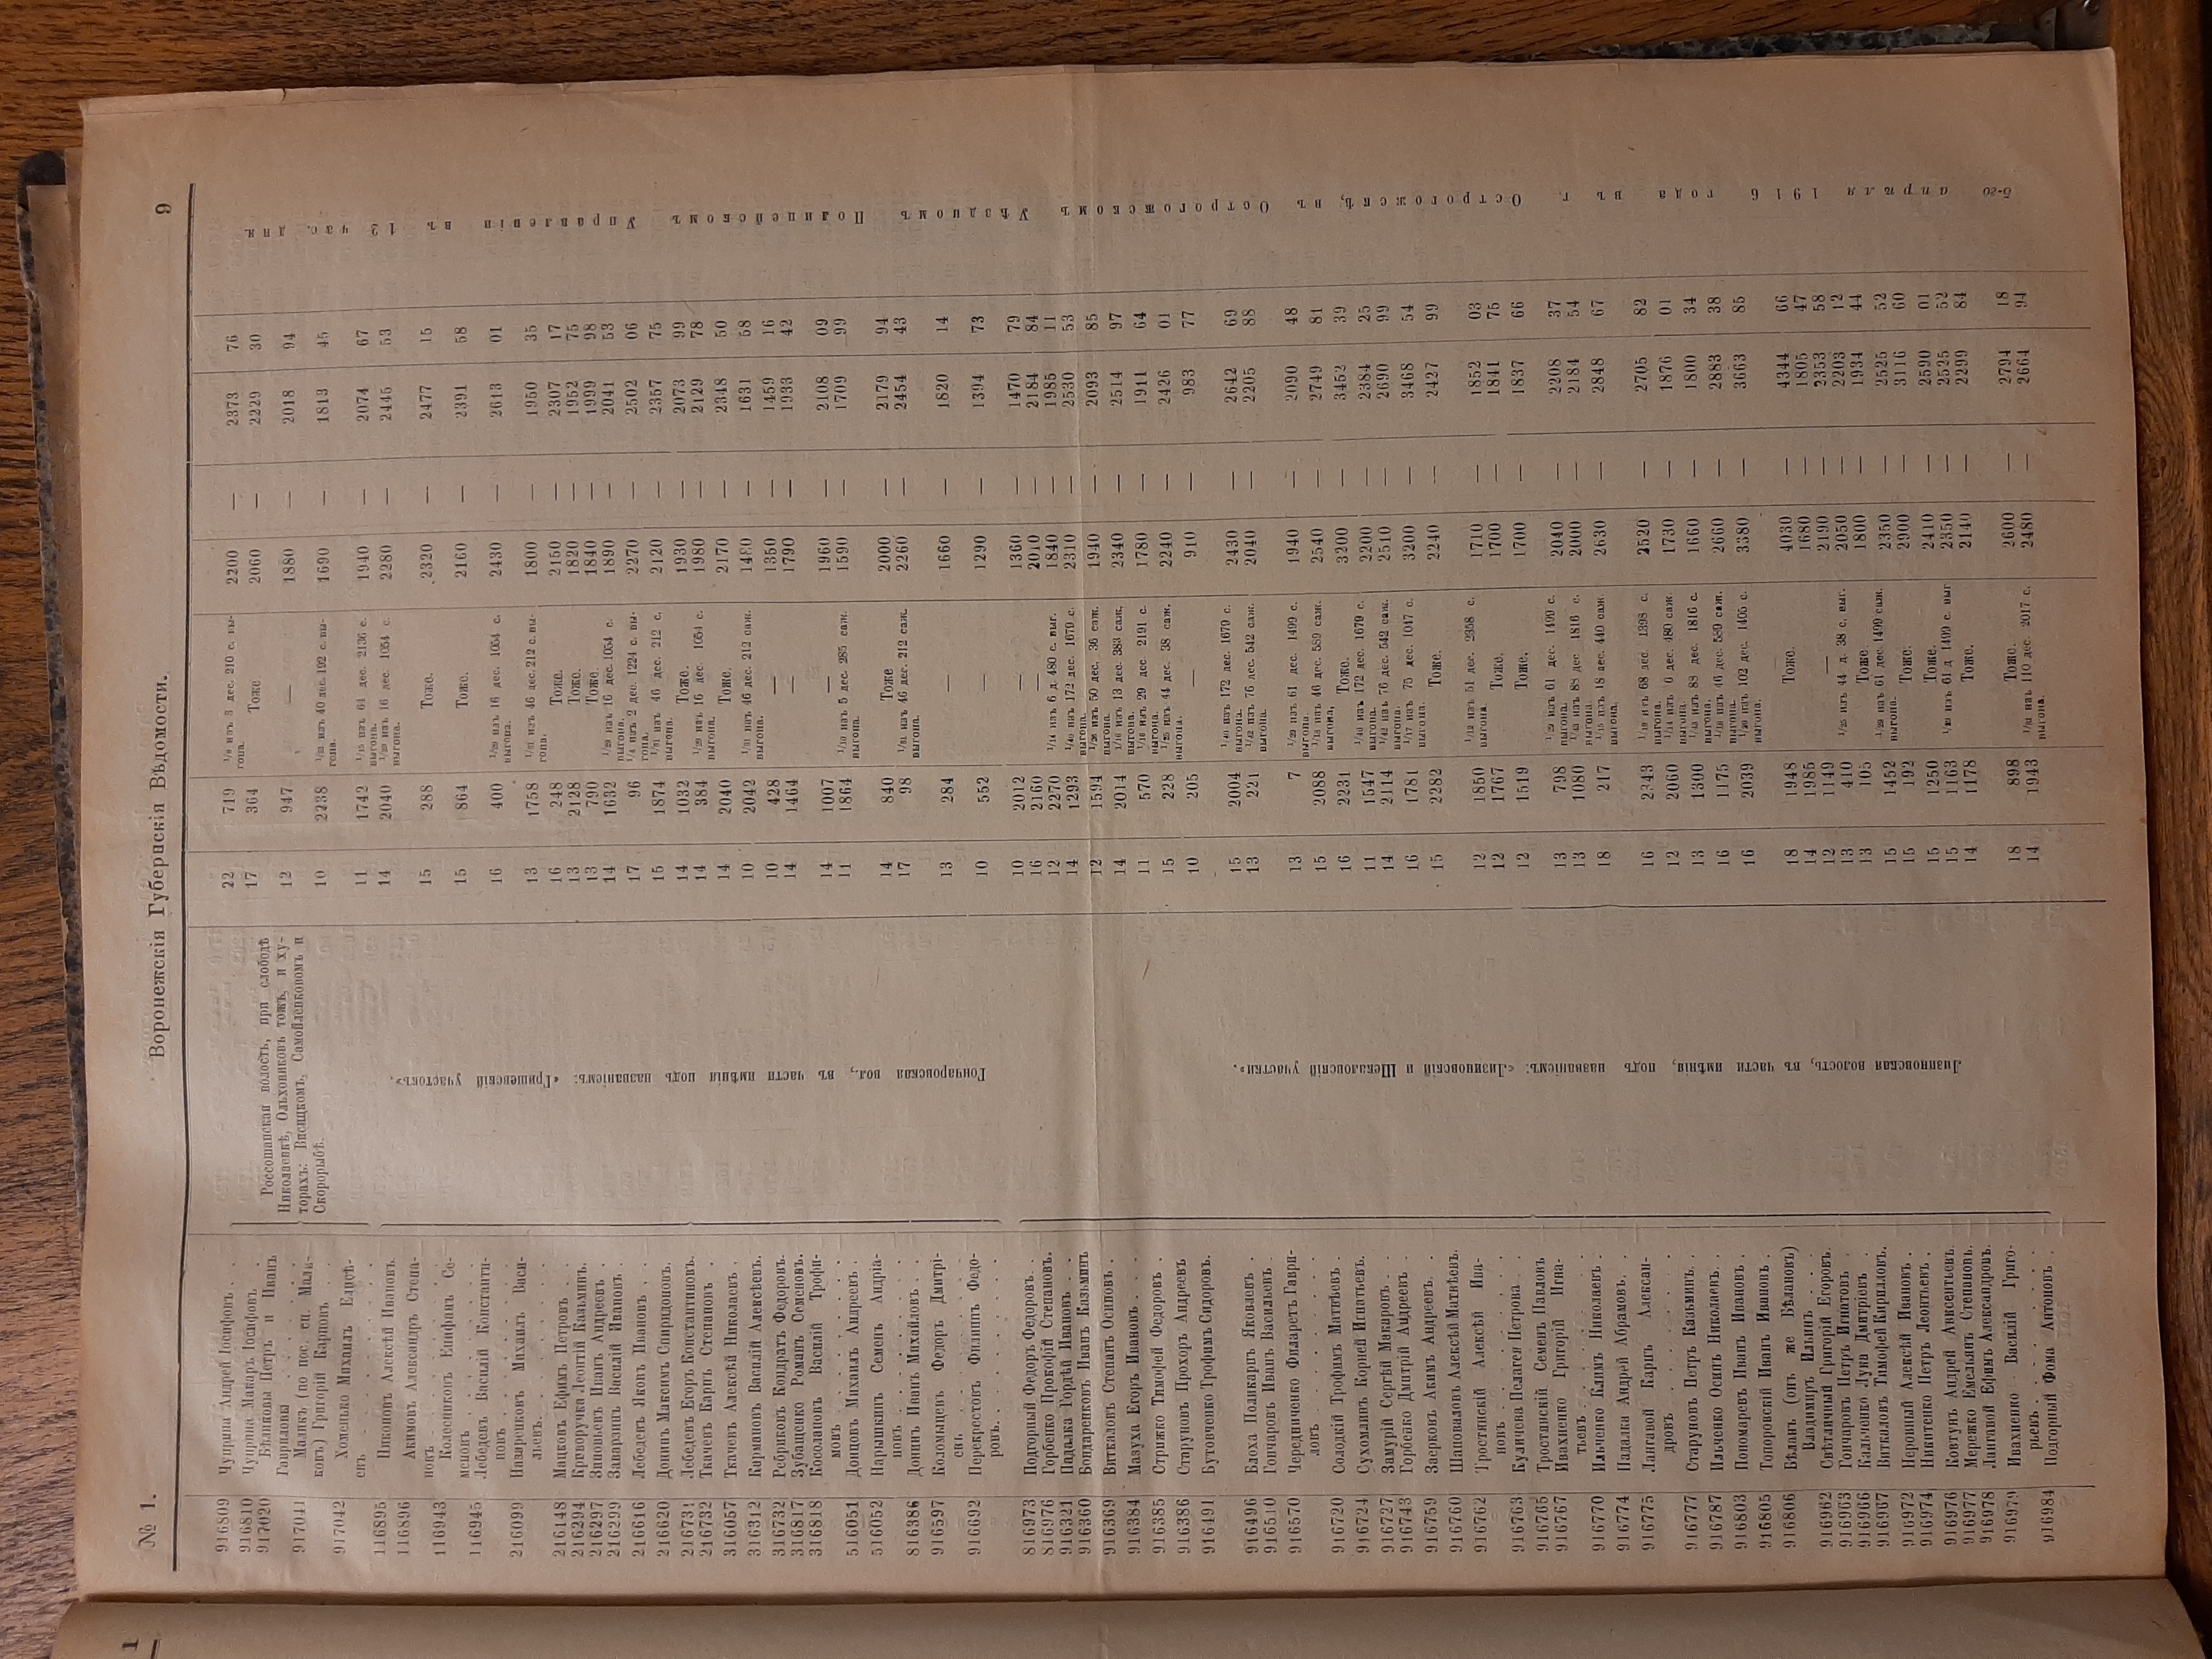 № 1.
Воронежскія Губернскія Вѣдомости.
9
916809 Чуприна Андрей Іосифовъ . . 22 719 1/8 изъ 3 дес. 210 с. вы- 2200 — 2373 76
гона.
916810 Чуприна Макаръ Іосифовъ . 17 364 Тоже 2060 — 2229 30
917020 Бѣликовы Петръ и Иванъ
Гавриловы . . . . . . 12 947 — 1880 — 2018 94
917041 Маликъ (по пос. сп. Мали-
ковъ) Григорій Карповъ . . 10 2238 изъ 40 дес. 192 с. вы- 1690 — 1813 45
гона.
917042 Хоменько Михаилъ Елисѣ-
евъ . . . . . . . . . 11 1742 1/15 изъ 64 дес. 2136 с. 1940 — 2074 67
выгона.
Россошанская волость, при слободѣ
Николаевкѣ, Ольховиковъ тожъ, и ху-
торахъ: Висицкомъ, Самойленковомъ и
Скорорыбѣ.
116895 Никоновъ Алексѣй Ивановъ. 14 2040 1/29 изъ 16 дес. 1054 с. 2280 — 2445 53
выгона.
116896 Акимовъ Александръ Степа-
новъ . . . . . . . . 15 288 Тоже. 2320 — 2477 15
116943 Колесниковъ Епифанъ Се-
меновъ . . . . . . . . 15 864 Тоже. 2160 — 2391 58
116945 Лебедевъ Василій Константи-
новъ . . . . . . . . . 16 400 1/29 изъ 16 дес. 1054 с. 2430 — 2613 01
выгона.
216099 Назаренковъ Михаилъ Васи-
льевъ. . . . . . . . . 13 1758 1/31 изъ 46 дес. 212 с. вы- 1800 — 1950 35
гона.
216148 Мацковъ Ефимъ Петровъ . . 16 248 Тоже. 2150 — 2307 17
216294 Криворучка Леонтій Казьминъ. 13 2128 Тоже. 1820 — 1952 75
216297 Зиновьевъ Иванъ Андреевъ . 13 790 Тоже. 1840 — 1999 98
216299 Заварзинъ Василій Ивановъ . 14 1632 1/29 изъ 16 дес. 1054 с. 1890 — 2041 53
выгона.
216616 Лебедевъ Яковъ Ивановъ . . 17 96 1/4 изъ 2 дес. 1224 с. вы- 2270 — 2502 06
гона.
216620 Донинъ Максимъ Спиридоновъ. 15 1874 1/31 изъ 46 дес. 212 с. 2120 — 2357 75
выгона.
216731 Лебедевъ Егоръ Константиновъ. 14 1032 Тоже. 1930 — 2073 99
216732 Ткачевъ Карпъ Степановъ . 14 384 1/29 изъ 16 дес. 1054 с. 1980 — 2129 78
выгона.
316057 Ткачевъ Алексѣй Николаевъ . 14 2040 Тоже. 2170 — 2348 50
316312 Кармановъ Василій Алексѣевъ. 10 2042 1/31 изъ 46 дес. 212 саж. 1480 — 1631 58
выгона.
316732 Ребриковъ Кондратъ Федоровъ. 10 428 — 1350 — 1459 16
316817 Зубащенко Романъ Семеновъ. 14 1464 — 1790 — 1933 42
316818 Косолаповъ Василій Трофи-
мовъ . . . . . . . . 14 1007 — 1960 — 2108 09
516051 Донцовъ Михаилъ Андреевъ . 11 1864 1/10 изъ 5 дес. 285 саж. 1590 — 1709 99
выгона.
516052 Нарышкинъ Семенъ Андріа-
новъ . . . . . . . . . 14 840 Тоже 2000 — 2179 94
816386 Донинъ Иванъ Михайловъ . . 17 98 1/31 изъ 46 дес. 212 саж. 2260 — 2454 43
выгона.
916597 Коломыцевъ Федоръ Дмитрі-
евъ . . . . . . . . 13 284 — 1660 — 1820 14
916692 Перекрестовъ Филиппъ Федо-
ровъ. . . . . . . . . . 10 552 — 1290 — 1394 73
Гончаровская вол., въ части имѣнія подъ названіемъ: «Гришевскій участокъ».
816973 Подгорный Федоръ Федоровъ. . 10 2012 — 1360 — 1470 79
816976 Горбенко Прокофій Степановъ. 16 2160 — 2010 — 2184 84
916321 Падалка Гордѣй Ивановъ . . 12 2270 1/14 изъ 6 д. 480 с. выг. 1840 — 1985 11
916360 Бондаренковъ Иванъ Казьминъ 14 1293 1/40 изъ 172 дес. 1679 с. 2310 — 2530 53
выгона.
916369 Виткаловъ Степанъ Осиповъ . 12 1594 изъ 50 дес. 36 саж. 1940 — 2093 85
выгона.
916384 Мазуха Егоръ Ивановъ . . . 14 2014 изъ 13 дес. 383 саж. 2340 — 2514 97
выгона.
916385 Стрижко Тимофей Федоровъ . 11 570 изъ 29 дес. 2191 с. 1780 — 1911 64
выгона.
916386 Старуновъ Прохоръ Андреевъ 15 228 1/25 изъ 44 дес. 38 саж. 2240 — 2426 01
выгона.
916491 Бутовченко Трофимъ Сидоровъ. 10 205 — 910 — 983 77
916496 Блоха Поликарпъ Яковлевъ . 15 2004 1/40 изъ 172 дес. 1679 с. 2430 — 2642 69
выгона.
916510 Гончаровъ Иванъ Васильевъ . 13 221 1/42 изъ 76 дес. 542 саж. 2040 — 2205 88
выгона.
916570 Чередниченко Филаретъ Гаври-
ловъ . . . . . . . 13 7 1/29 изъ 61 дес. 1499 с. 1940 — 2090 48
выгона.
916720 Солодкій Трофимъ Матвѣевъ . 15 2088 1/18 изъ 46 дес. 589 саж. 2540 — 2749 81
выгона,
916724 Сухомлинъ Корней Игнатьевъ. 16 2231 Тоже. 3200 — 3452 39
916727 Замурій Сергѣй Макаровъ . . 11 1547 1/40 изъ 172 дес. 1679 с. 2200 — 2384 25
выгона.
916743 Горбенко Дмитрій Андреевъ . 14 2114 1/42 изъ 76 дес. 542 саж. 2510 — 2690 99
выгона.
916759 Заерковъ Акимъ Андреевъ. . 16 1781 1/17 изъ 75 дес. 1047 с. 3200 — 3468 54
выгона.
916760 Шаповаловъ Алексѣй Матвѣевъ. 15 2282 Тоже. 2240 — 2427 99
916762 Тростянскій Алексѣй Ива-
новъ . . . . . . . . 12 1850 1/12 изъ 51 дес. 2358 с. 1710 — 1852 03
выгона.
916763 Куличева Пелагея Петрова . . 12 1767 Тоже. 1700 — 1841 75
916765 Тростянскій Семенъ Павловъ 12 1519 Тоже. 1700 — 1837 66
916767 Ивахненко Григорій Игна-
тьевъ . . . . . . . 13 798 1/29 изъ 61 дес. 1499 с. 2040 — 2208 37
выгона.
916770 Ильченко Климъ Николаевъ . 13 1080 1/43 изъ 88 дес. 1816 с. 2000 — 2184 54
выгона.
916774 Падалка Андрей Абрамовъ. . 18 217 1/15 изъ 18 дес. 440 саж. 2630 — 2848 67
выгона.
916775 Лангавой Карпъ Алексан-
дровъ . . . . . . . 16 2343 изъ 68 дес. 1398 с. 2520 — 2705 82
выгона.
916777 Старуновъ Петръ Казьминъ. . 12 2060 1/14 изъ 6 дес. 480 саж. 1730 — 1876 01
выгона.
916787 Ильченко Осипъ Николаевъ. . 13 1300 1/43 изъ 88 дес. 1816 с. 1660 — 1800 34
выгона.
916803 Пономаревъ Иванъ Ивановъ . 16 1175 1/18 изъ 46 дес. 589 саж. 2660 — 2883 38
выгона.
916805 Топоровскій Иванъ Ивановъ . 16 2039 изъ 102 дес. 1405 с. 3380 — 3663 85
выгона.
916806 Бѣланъ (онъ же Бѣлановъ)
Владимиръ Ильинъ . . . 18 1948 Тоже. 4030 — 4344 66
916962 Свѣтличный Григорій Егоровъ. 14 1985 1680 1805 47
916963 Гончаровъ Петръ Игнатовъ . 12 1149 — 2190 — 2353 58
916966 Кальченко Лука Дмитріевъ . 13 410 1/25 изъ 44 д. 38 с. выг. 2050 — 2203 12
916967 Виткаловъ Тимофей Кирилловъ. 13 105 Тоже. 1800 — 1934 44
916972 Неровный Алексѣй Ивановъ . 15 1452 1/29 изъ 61 дес. 1499 саж. 2350 — 2525 52
выгона.
916974 Никитенко Петръ Леонтьевъ . 15 192 Тоже. 2900 — 3116 60
916976 Ковтунъ Андрей Авксентьевъ. 15 1250 Тоже. 2410 — 2590 01
916977 Мережко Емельянъ Степановъ. 15 1163 1/29 изъ 61 д. 1499 с. выг 2350 — 2525 52
916978 Лангавой Ефимъ Александровъ. 14 1178 Тоже. 2140 — 2299 84
916979 Ивахненко Василій Григо-
рьевъ . . . . . . . 18 898 Тоже. 2600 — 2794 18
916984 Подгорный Фома Антоновъ . 14 1943 изъ 110 дес. 2017 с. 2480 — 2664 94
выгона.
Лизиновская волость, въ части имѣнія, подъ названіемъ: «Лизиновскій и Шекаловскій участки».
5-го апрѣля 1916 года въ г. Острогожскѣ, въ Острогожскомъ Уѣздномъ Полицейскомъ Управленіи въ 12 час. дня.